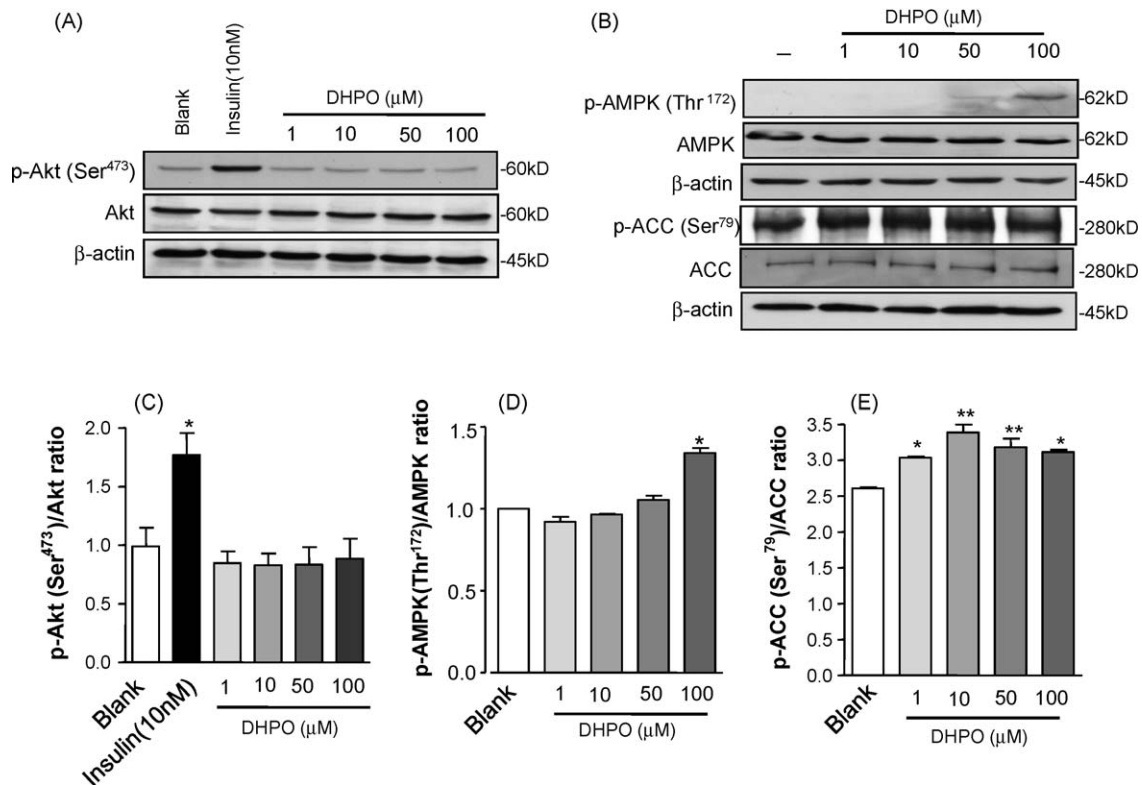 (A)
Blank
Insulin(10nM)
DHPO (μM)
1 10 50 100
p-Akt (Ser473)
-60kD
Akt
-60kD
β-actin
-45kD
(B)
DHPO (μM)
– 1 10 50 100
p-AMPK (Thr172)
-62kD
AMPK
-62kD
β-actin
-45kD
p-ACC (Ser79)
-280kD
ACC
-280kD
β-actin
-45kD
(C)
p-Akt (Ser473)/Akt ratio
2.0
1.5
1.0
0.5
0.0
*
Blank
Insulin(10nM)
1 10 50 100
DHPO (μM)
(D)
p-AMPK(Thr172)/AMPK ratio
1.5
1.0
0.5
0.0
*
Blank
1 10 50 100
DHPO (μM)
(E)
p-ACC (Ser79)/ACC ratio
3.5
3.0
2.5
2.0
1.5
1.0
0.5
0.0
* ** ** *
Blank
1 10 50 100
DHPO (μM)